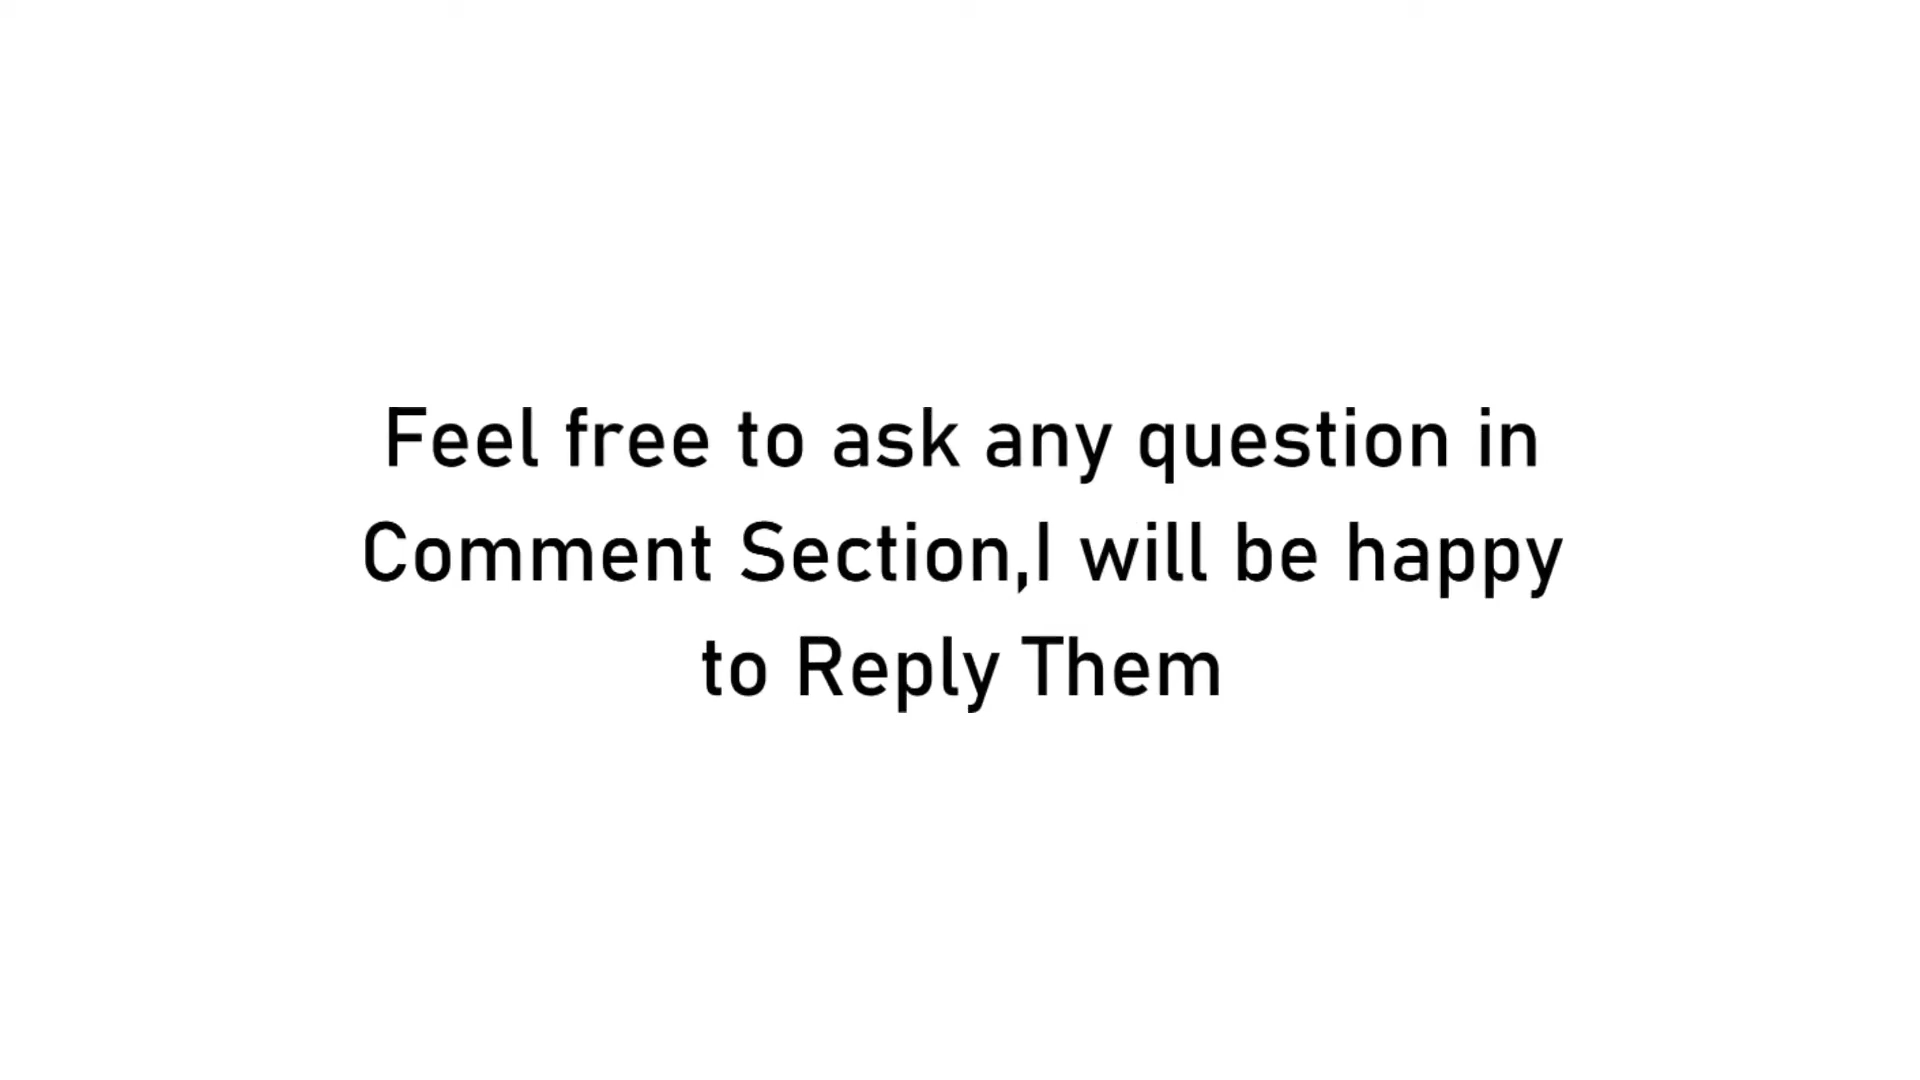 Feel free to ask any question in
Comment Section,I will be happy
to Reply Them